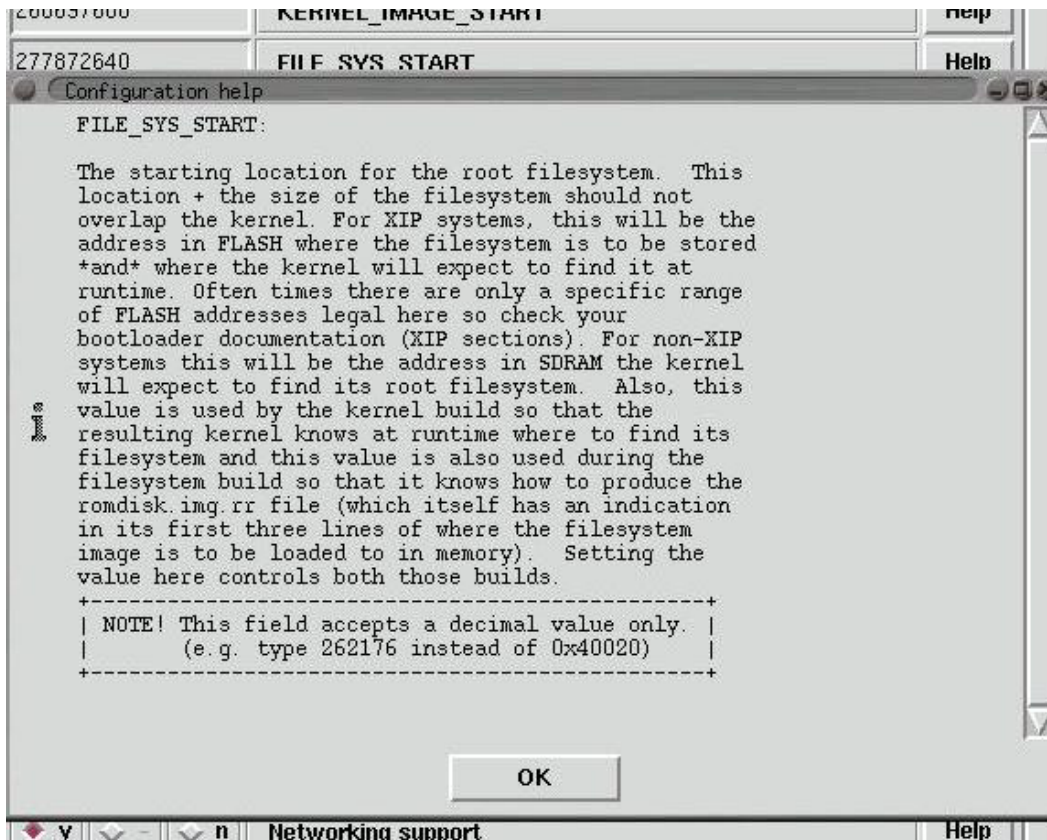 KERNEL_IMAGE_START Help
277872640 FILE_SYS_START Help
Configuration help
FILE_SYS_START:
The starting location for the root filesystem.  This
location + the size of the filesystem should not
overlap the kernel. For XIP systems, this will be the
address in FLASH where the filesystem is to be stored
*and* where the kernel will expect to find it at
runtime. Often times there are only a specific range
of FLASH addresses legal here so check your
bootloader documentation (XIP sections). For non-XIP
systems this will be the address in SDRAM the kernel
will expect to find its root filesystem.  Also, this
value is used by the kernel build so that the
resulting kernel knows at runtime where to find its
filesystem and this value is also used during the
filesystem build so that it knows how to produce the
romdisk.img.rr file (which itself has an indication
in its first three lines of where the filesystem
image is to be loaded to in memory).  Setting the
value here controls both those builds.
+------------------------------------------------+
| NOTE! This field accepts a decimal value only. |
|       (e.g. type 262176 instead of 0x40020)    |
+------------------------------------------------+
OK
y - n Networking support Help